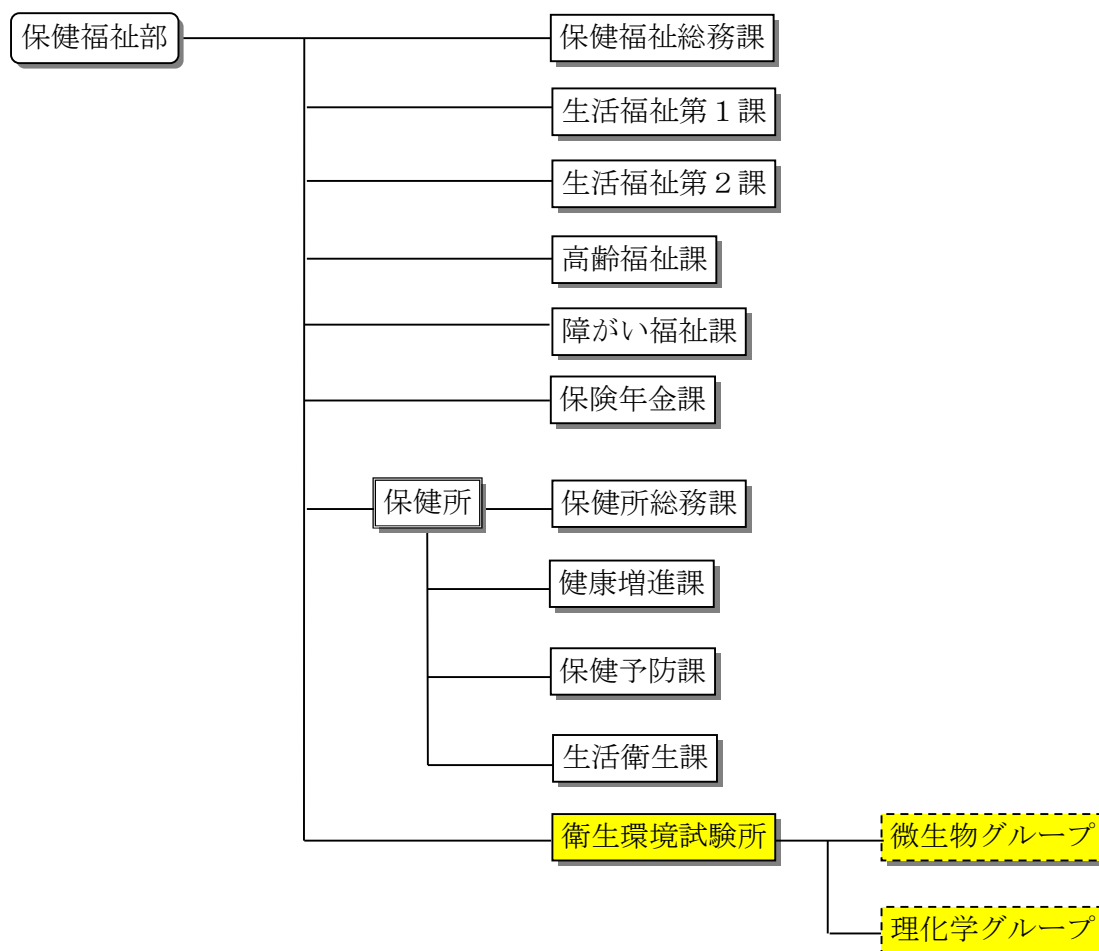 保健福祉部
保健福祉総務課
生活福祉第１課
生活福祉第２課
高齢福祉課
障がい福祉課
保険年金課
保健所
保健所総務課
健康増進課
保健予防課
生活衛生課
衛生環境試験所
微生物グループ
理化学グループ